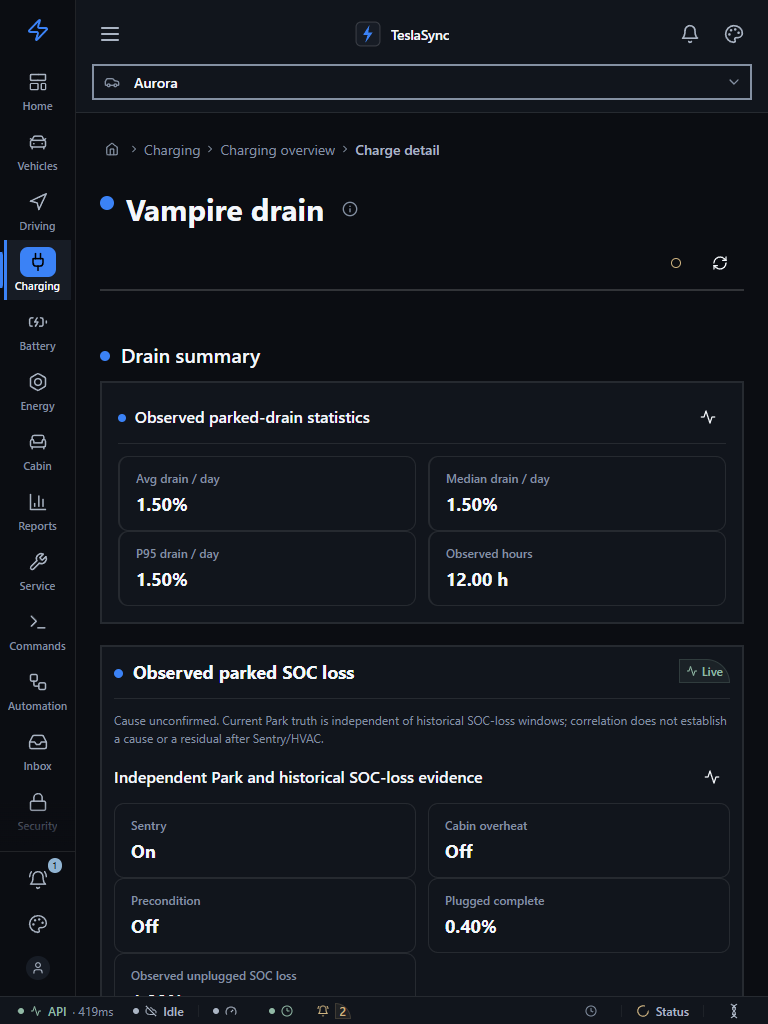 TeslaSync
Aurora
Home
Vehicles
Driving
Charging
Battery
Energy
Cabin
Reports
Service
Commands
Automation
Inbox
Security
1
Charging > Charging overview > Charge detail
Vampire drain
Drain summary
Observed parked-drain statistics
Avg drain / day
1.50%
Median drain / day
1.50%
P95 drain / day
1.50%
Observed hours
12.00 h
Observed parked SOC loss
Live
Cause unconfirmed. Current Park truth is independent of historical SOC-loss windows; correlation does not establish
a cause or a residual after Sentry/HVAC.
Independent Park and historical SOC-loss evidence
Sentry
On
Cabin overheat
Off
Precondition
Off
Plugged complete
0.40%
Observed unplugged SOC loss
API · 419ms
Idle
2
Status